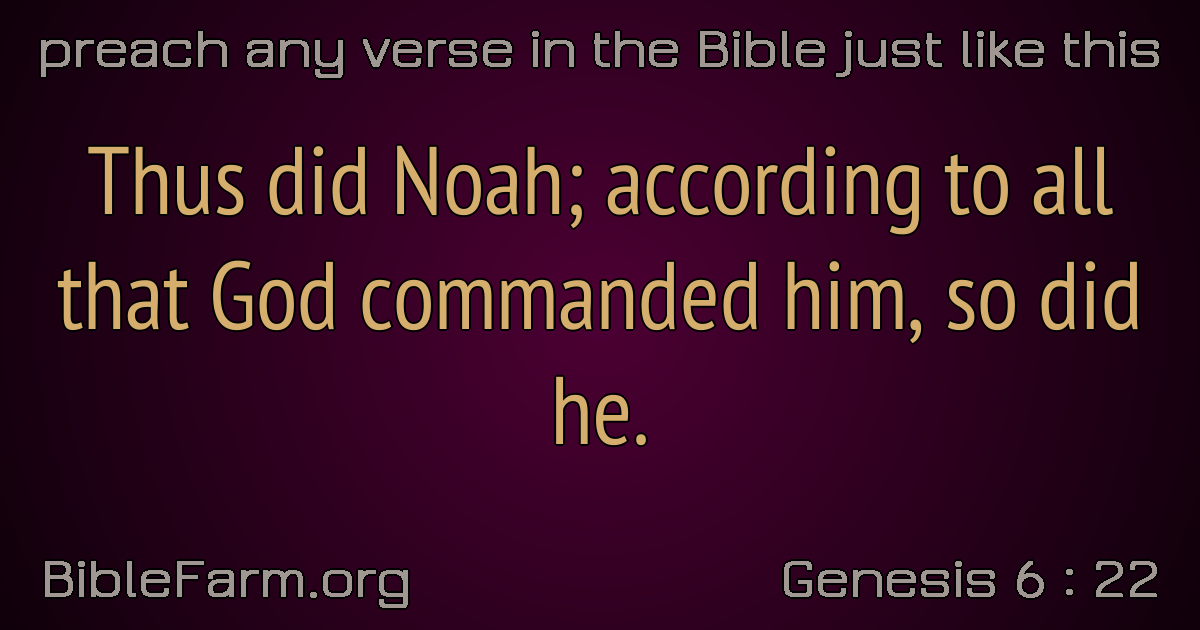 preach any verse in the Bible just like this
Thus did Noah; according to all
that God commanded him, so did
he.
BibleFarm.org
Genesis 6 : 22